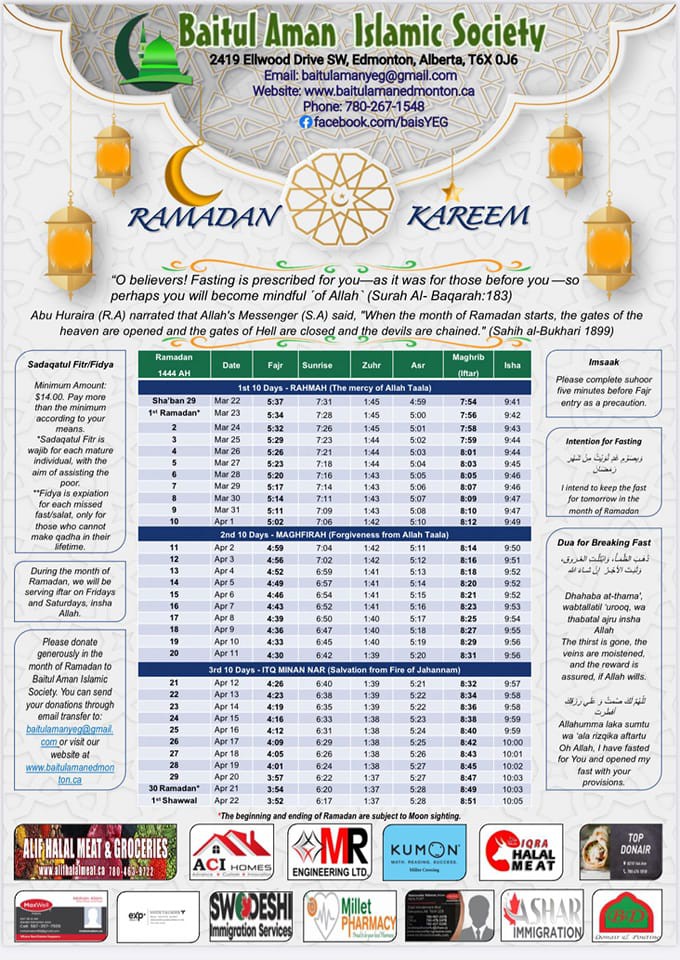 Baitul Aman Islamic Society
2419 Ellwood Drive SW, Edmonton, Alberta, T6X 0J6
Email: baitulamanyeg@gmail.com
Website: www.baitulamanedmonton.ca
Phone: 780-267-1548
facebook.com/baisYEG
RAMADAN KAREEM
"O believers! Fasting is prescribed for you—as it was for those before you —so
perhaps you will become mindful ˊof Allahˋ (Surah Al- Baqarah:183)
Abu Huraira (R.A) narrated that Allah's Messenger (S.A) said, "When the month of Ramadan starts, the gates of the
heaven are opened and the gates of Hell are closed and the devils are chained." (Sahih al-Bukhari 1899)
Sadaqatul Fitr/Fidya
Minimum Amount:
$14.00. Pay more
than the minimum
according to your
means.
*Sadaqatul Fitr is
wajib for each mature
individual, with the
aim of assisting the
poor.
**Fidya is expiation
for each missed
fast/salat, only for
those who cannot
make qadha in their
lifetime.
During the month of
Ramadan, we will be
serving iftar on Fridays
and Saturdays, insha
Allah.
Please donate
generously in the
month of Ramadan to
Baitul Aman Islamic
Society. You can send
your donations through
email transfer to:
baitulamanyeg@gmail.
com or visit our
website at
www.baitulamanedmon
ton.ca
Ramadan 1444 AH Date Fajr Sunrise Zuhr Asr Maghrib (Iftar) Isha
1st 10 Days - RAHMAH (The mercy of Allah Taala)
Sha'ban 29 Mar 22 5:37 7:31 1:45 4:59 7:54 9:41
1st Ramadan* Mar 23 5:34 7:28 1:45 5:00 7:56 9:42
2 Mar 24 5:32 7:26 1:45 5:01 7:58 9:43
3 Mar 25 5:29 7:23 1:44 5:02 7:59 9:44
4 Mar 26 5:26 7:21 1:44 5:03 8:01 9:44
5 Mar 27 5:23 7:18 1:44 5:04 8:03 9:45
6 Mar 28 5:20 7:16 1:43 5:05 8:05 9:46
7 Mar 29 5:17 7:14 1:43 5:06 8:07 9:46
8 Mar 30 5:14 7:11 1:43 5:07 8:09 9:47
9 Mar 31 5:11 7:09 1:43 5:08 8:10 9:47
10 Apr 1 5:02 7:06 1:42 5:10 8:12 9:49
2nd 10 Days - MAGHFIRAH (Forgiveness from Allah Taala)
11 Apr 2 4:59 7:04 1:42 5:11 8:14 9:50
12 Apr 3 4:56 7:02 1:42 5:12 8:16 9:51
13 Apr 4 4:52 6:59 1:41 5:13 8:18 9:52
14 Apr 5 4:49 6:57 1:41 5:14 8:20 9:52
15 Apr 6 4:46 6:54 1:41 5:15 8:21 9:52
16 Apr 7 4:43 6:52 1:41 5:16 8:23 9:53
17 Apr 8 4:39 6:50 1:40 5:17 8:25 9:54
18 Apr 9 4:36 6:47 1:40 5:18 8:27 9:55
19 Apr 10 4:33 6:45 1:40 5:19 8:29 9:56
20 Apr 11 4:30 6:42 1:39 5:20 8:31 9:56
3rd 10 Days - ITQ MINAN NAR (Salvation from Fire of Jahannam)
21 Apr 12 4:26 6:40 1:39 5:21 8:32 9:57
22 Apr 13 4:23 6:38 1:39 5:22 8:34 9:58
23 Apr 14 4:19 6:35 1:39 5:22 8:36 9:58
24 Apr 15 4:16 6:33 1:38 5:23 8:38 9:59
25 Apr 16 4:12 6:31 1:38 5:24 8:40 9:59
26 Apr 17 4:09 6:29 1:38 5:25 8:42 10:00
27 Apr 18 4:05 6:26 1:38 5:26 8:43 10:01
28 Apr 19 4:01 6:24 1:38 5:27 8:45 10:02
29 Apr 20 3:57 6:22 1:37 5:27 8:47 10:03
30 Ramadan* Apr 21 3:54 6:20 1:37 5:28 8:49 10:03
1st Shawwal Apr 22 3:52 6:17 1:37 5:28 8:51 10:05
*The beginning and ending of Ramadan are subject to Moon sighting.
Imsaak
Please complete suhoor
five minutes before Fajr
entry as a precaution.
Intention for Fasting
I intend to keep the fast
for tomorrow in the
month of Ramadan
Dua for Breaking Fast
Dhahaba at-thama',
wabtallatil 'urooq, wa
thabatal ajru insha
Allah
The thirst is gone, the
veins are moistened,
and the reward is
assured, if Allah wills.
Allahumma laka sumtu
wa 'ala rizqika aftartu
Oh Allah, I have fasted
for You and opened my
fast with your
provisions.
ALIF HALAL MEAT & GROCERIES
www.alifhalalmeat.ca 780-463-9722
ACI HOMES
MR
ENGINEERING LTD.
KUMON
MATH. READING. SUCCESS.
Millet Crossing
IQRA
HALAL
MEAT
TOP
DONAIR
MaxWell
exp
SWODESHI
Immigration Services
Millet
PHARMACY
ASHAR
IMMIGRATION
B&D
Donair & Pouting